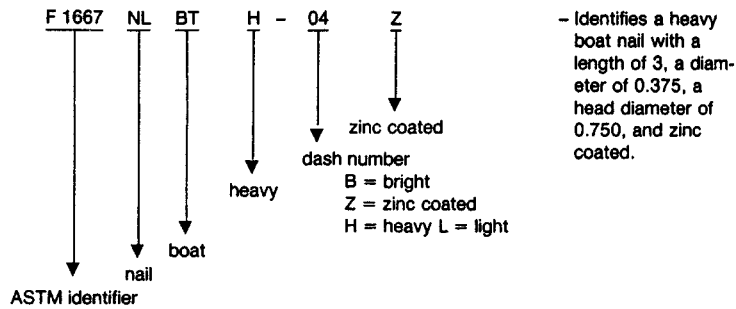 F 1667 NL BT H – 04 Z
– Identifies a heavy
boat nail with a
length of 3, a diam-
eter of 0.375, a
head diameter of
0.750, and zinc
coated.
zinc coated
dash number
B = bright
Z = zinc coated
H = heavy L = light
heavy
boat
nail
ASTM identifier